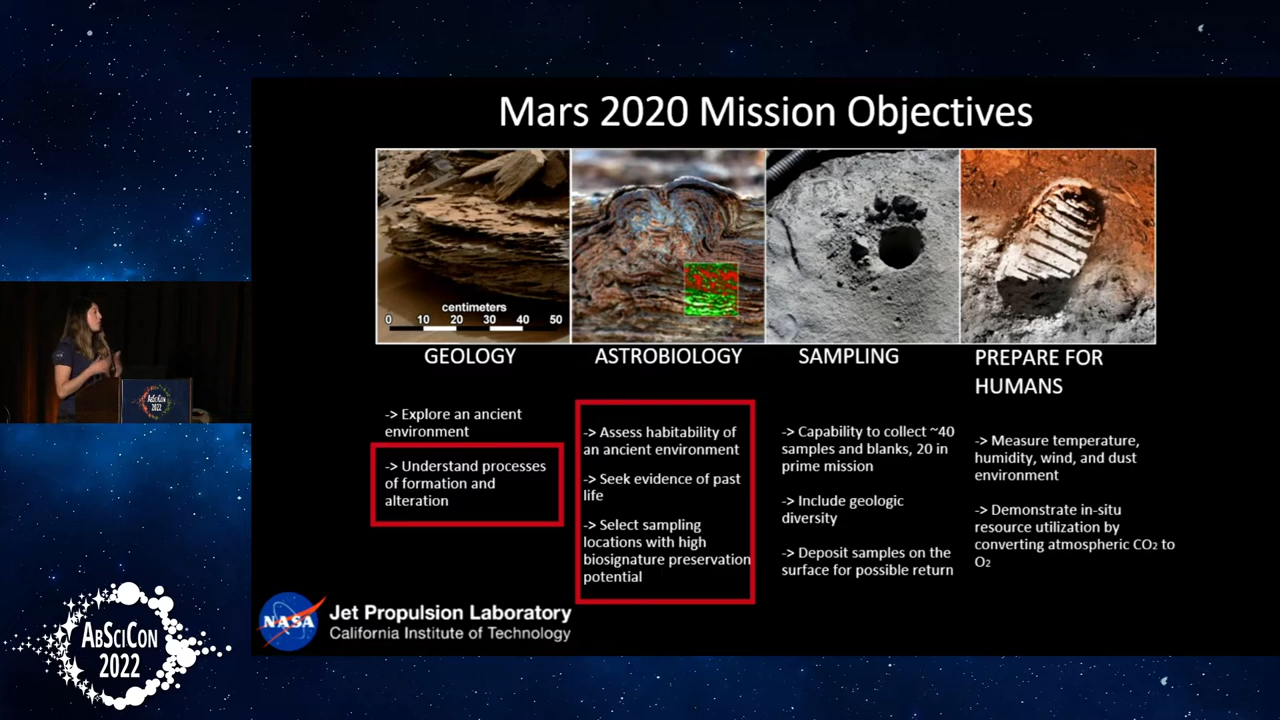 Mars 2020 Mission Objectives
centimeters
0 10 20 30 40 50
GEOLOGY
-> Explore an ancient
environment
-> Understand processes
of formation and
alteration
ASTROBIOLOGY
-> Assess habitability of
an ancient environment
-> Seek evidence of past
life
-> Select sampling
locations with high
biosignature preservation
potential
SAMPLING
-> Capability to collect ~40
samples and blanks, 20 in
prime mission
-> Include geologic
diversity
-> Deposit samples on the
surface for possible return
PREPARE FOR
HUMANS
-> Measure temperature,
humidity, wind, and dust
environment
-> Demonstrate in-situ
resource utilization by
converting atmospheric CO2 to
O2
AbSciCon
2022
NASA
Jet Propulsion Laboratory
California Institute of Technology
AbSciCon
2022